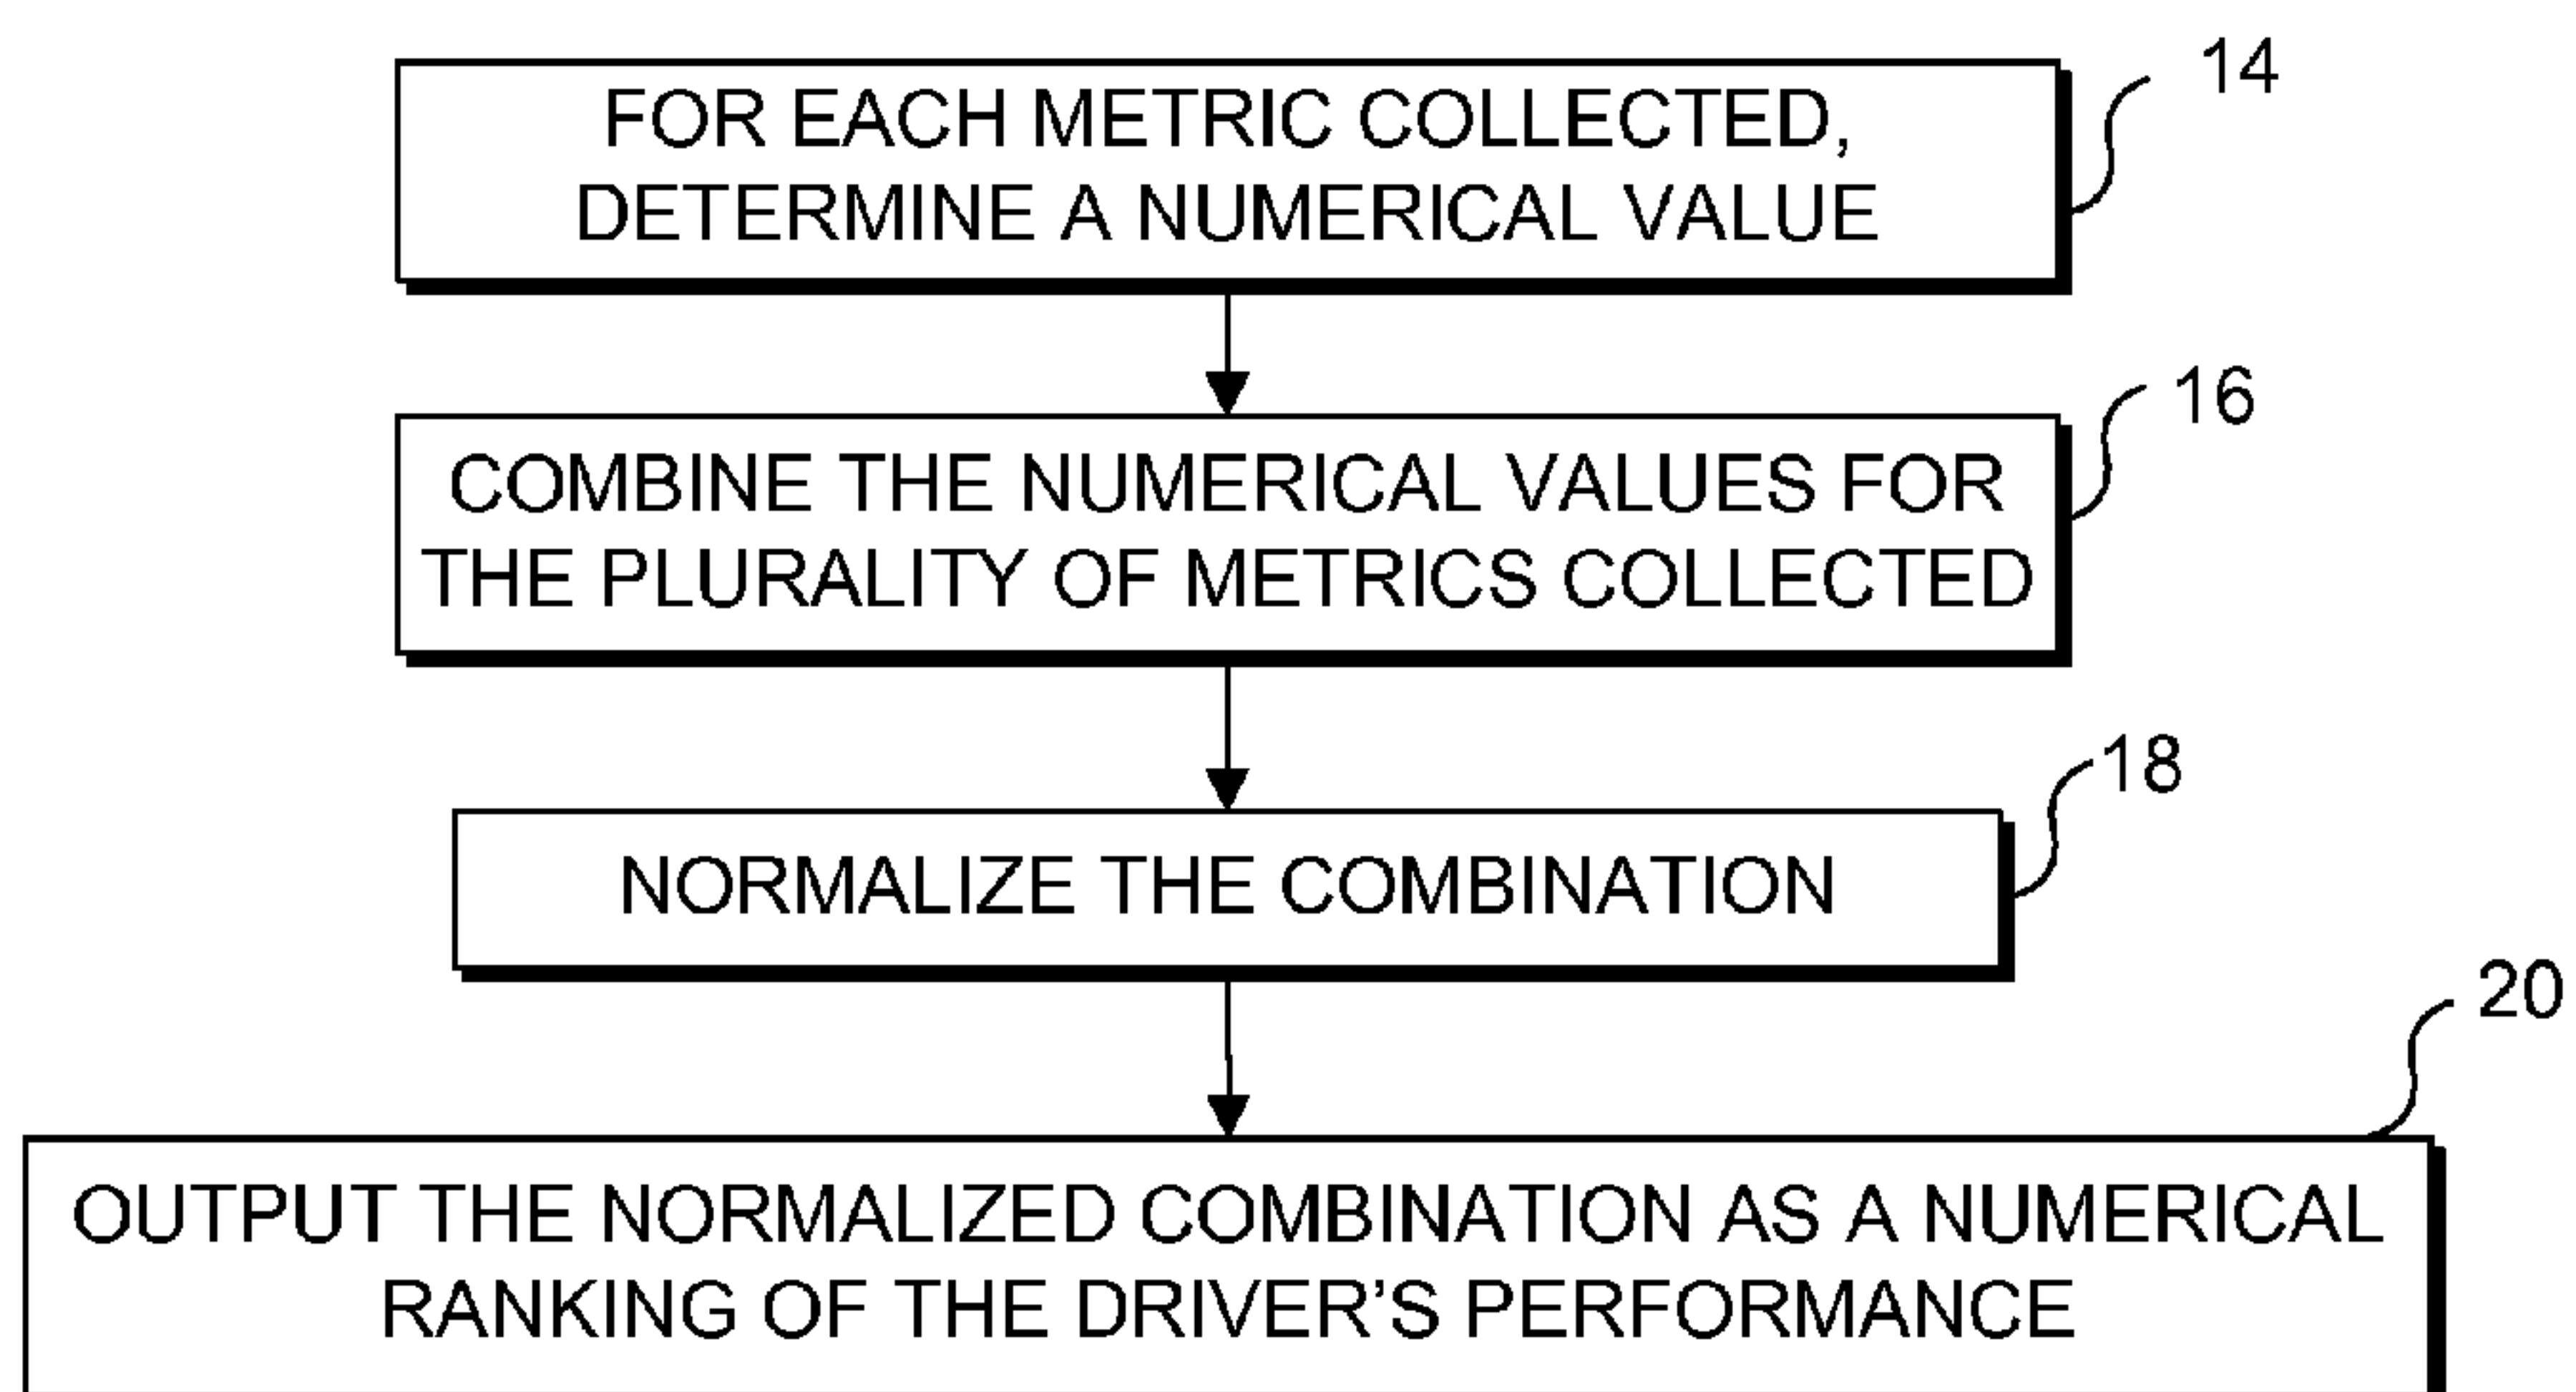 FOR EACH METRIC COLLECTED,
DETERMINE A NUMERICAL VALUE
14
COMBINE THE NUMERICAL VALUES FOR
THE PLURALITY OF METRICS COLLECTED
16
NORMALIZE THE COMBINATION
18
OUTPUT THE NORMALIZED COMBINATION AS A NUMERICAL
RANKING OF THE DRIVER'S PERFORMANCE
20